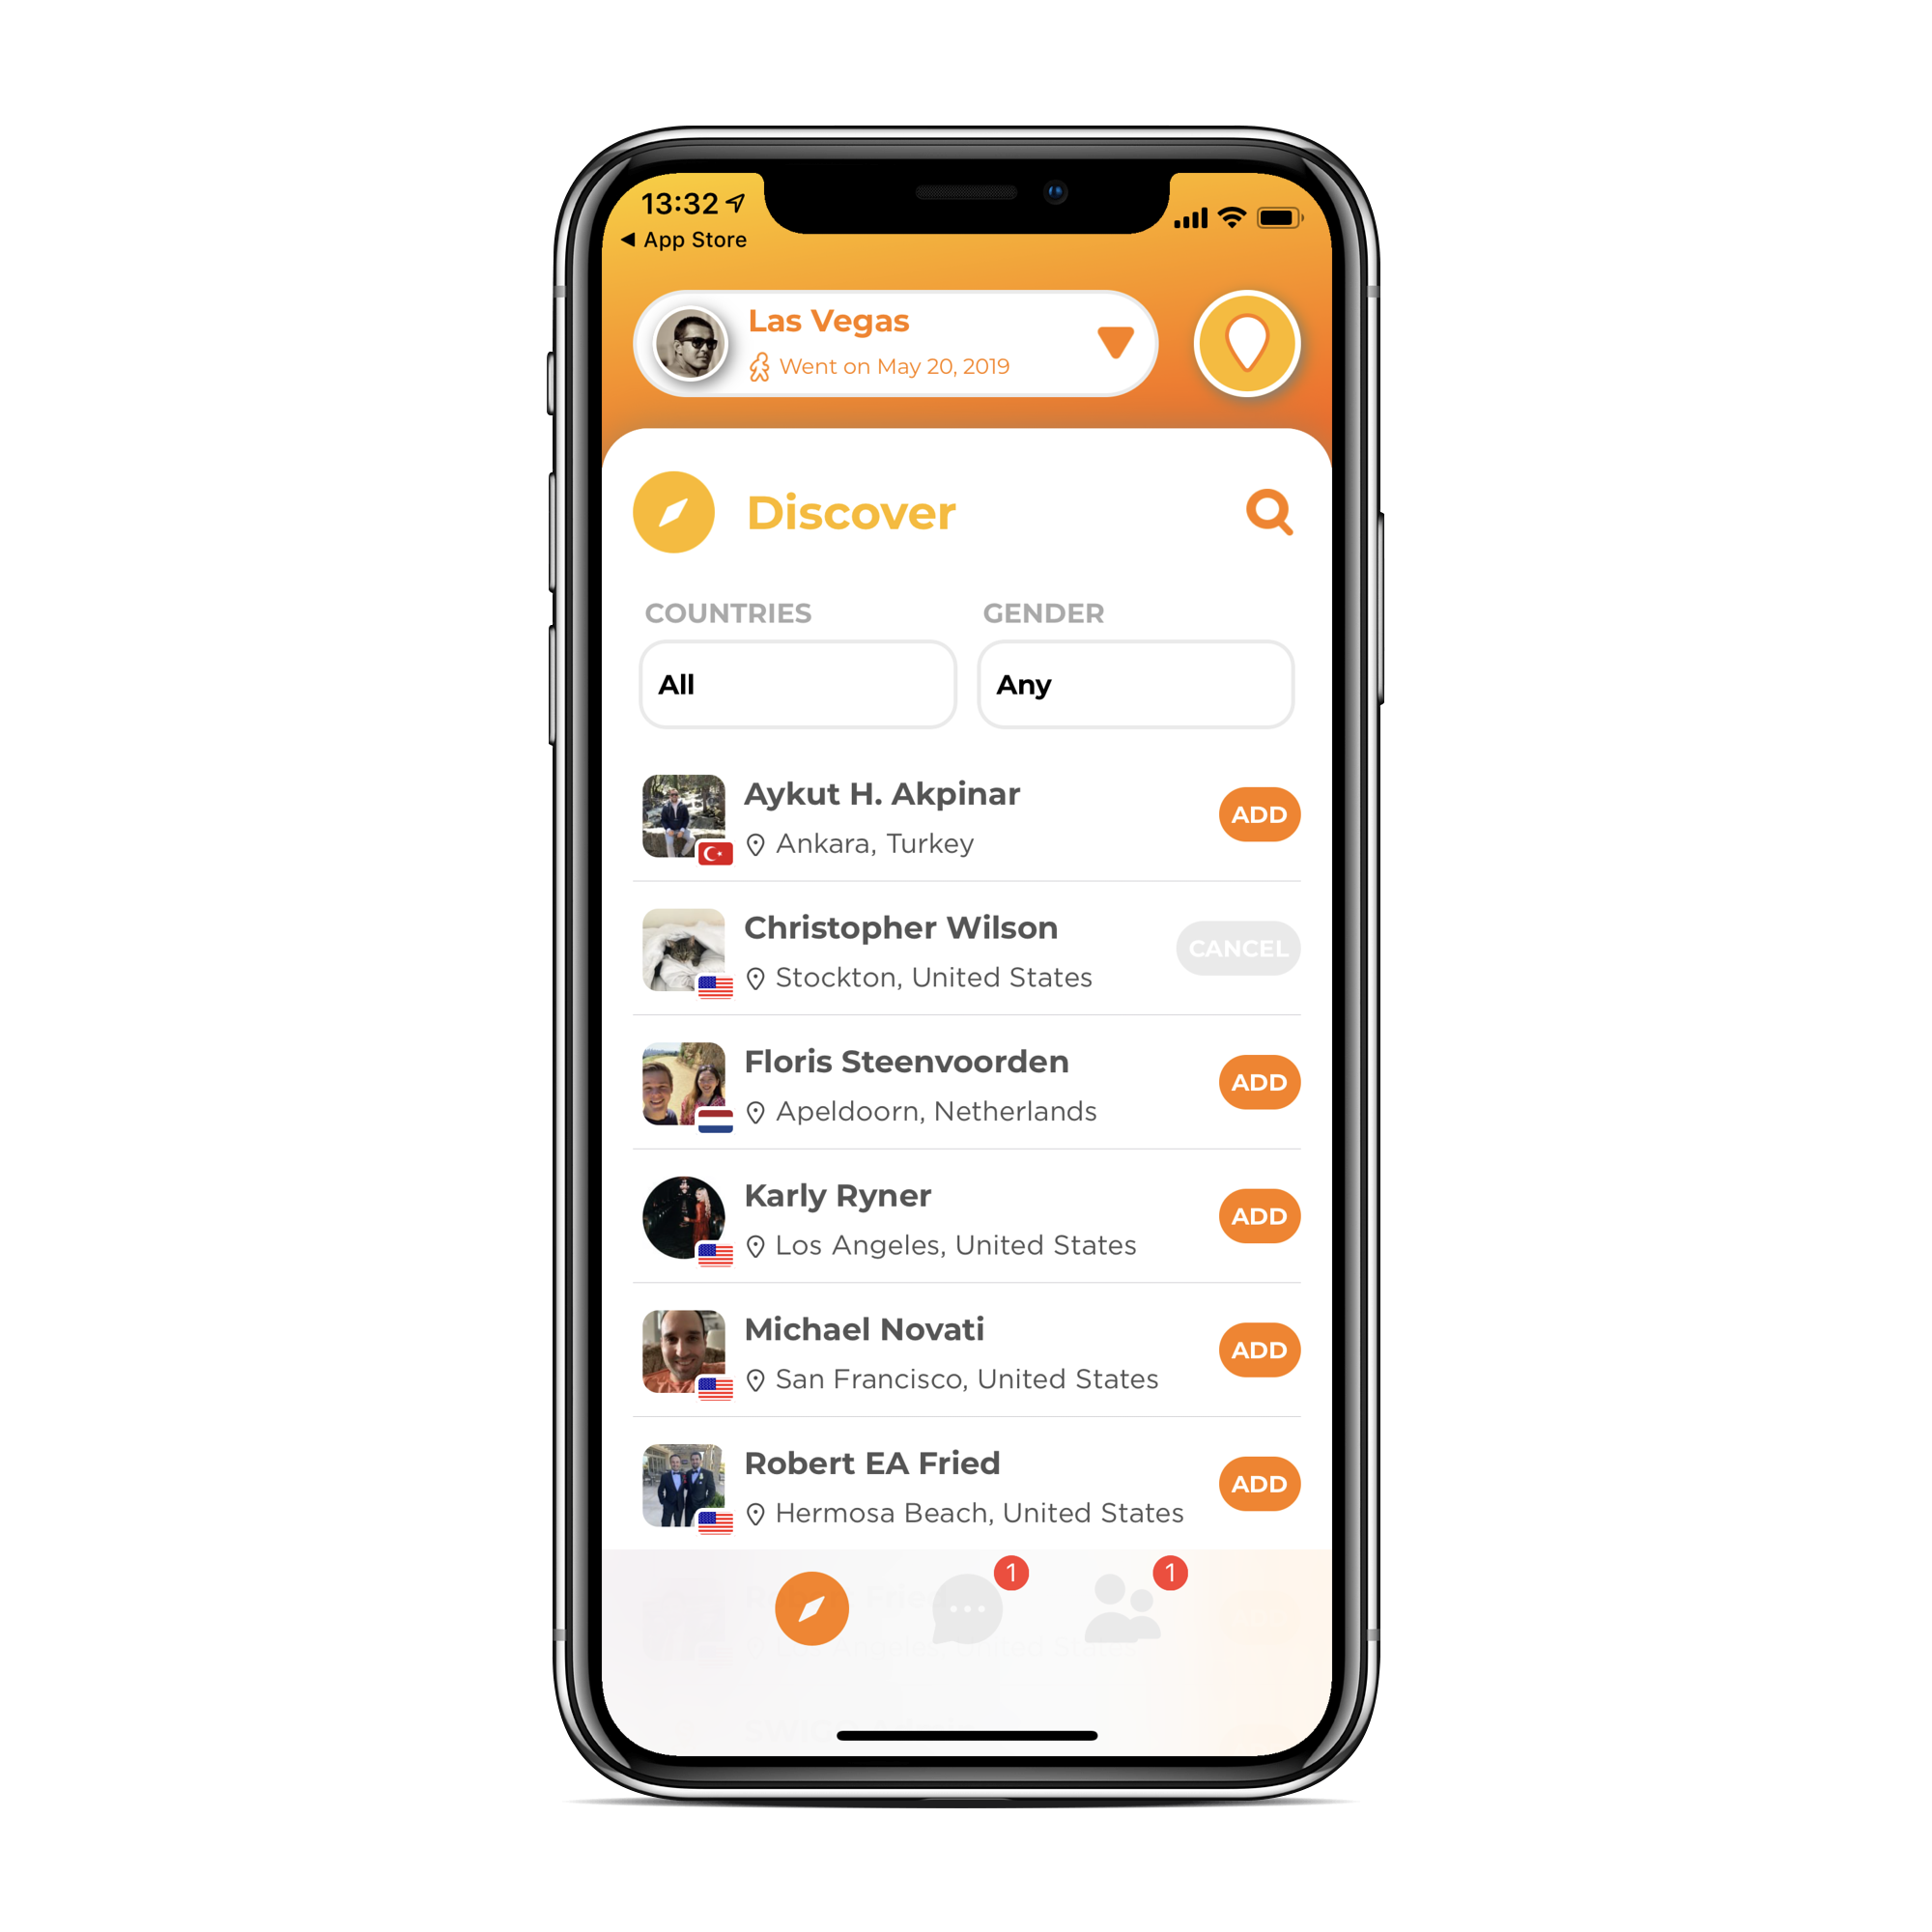 13:32
◀ App Store
Las Vegas
Went on May 20, 2019
Discover
COUNTRIES
GENDER
All
Any
Aykut H. Akpinar
Ankara, Turkey
ADD
Christopher Wilson
Stockton, United States
CANCEL
Floris Steenvoorden
Apeldoorn, Netherlands
ADD
Karly Ryner
Los Angeles, United States
ADD
Michael Novati
San Francisco, United States
ADD
Robert EA Fried
Hermosa Beach, United States
ADD
1
1